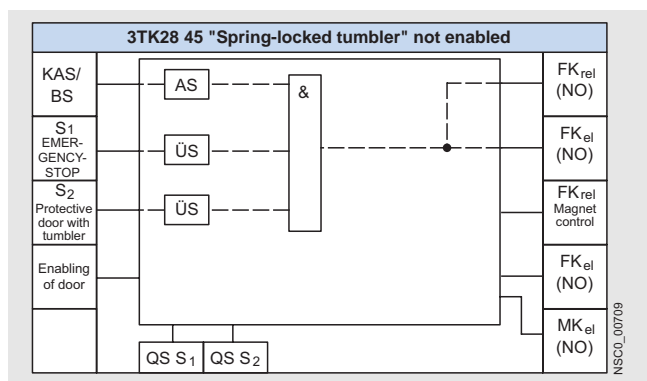 3TK28 45 "Spring-locked tumbler" not enabled
KAS/
BS
S1
EMER-
GENCY-
STOP
S2
Protective
door with
tumbler
Enabling
of door
AS
ÜS
ÜS
&
QS S1
QS S2
FKrel
(NO)
FKel
(NO)
FKrel
Magnet
control
FKel
(NO)
MKel
(NO)
NSC0_00709